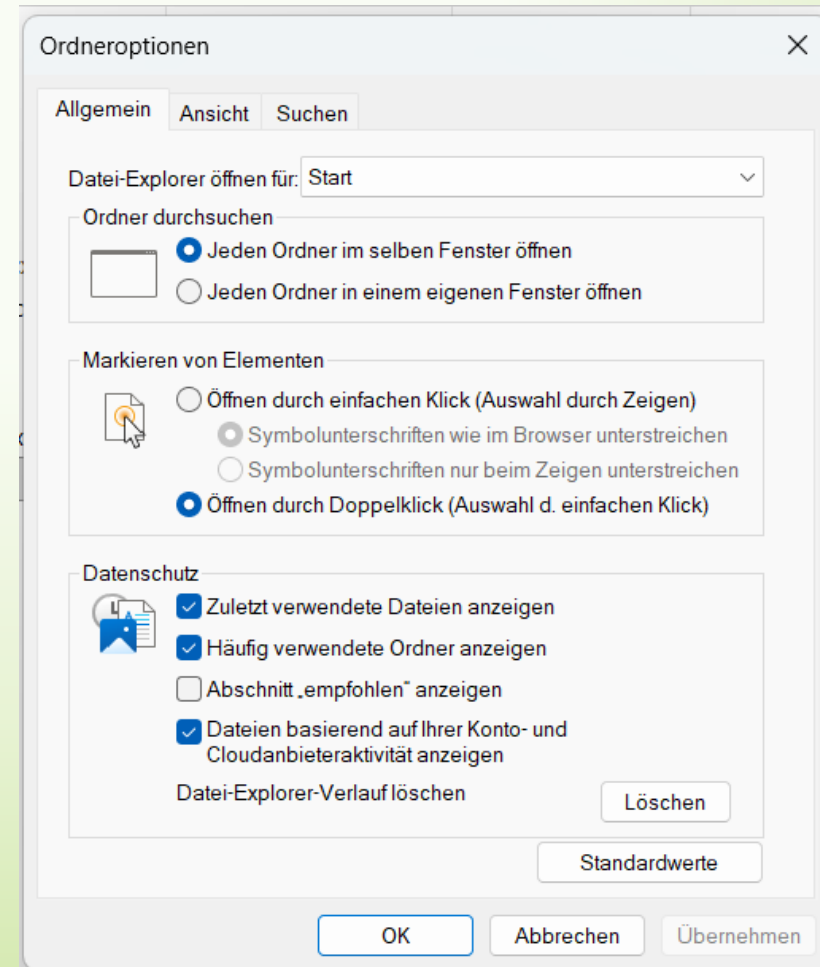 Ordneroptionen
Allgemein Ansicht Suchen
Datei-Explorer öffnen für: Start
Ordner durchsuchen
Jeden Ordner im selben Fenster öffnen
Jeden Ordner in einem eigenen Fenster öffnen
Markieren von Elementen
Öffnen durch einfachen Klick (Auswahl durch Zeigen)
Symbolunterschriften wie im Browser unterstreichen
Symbolunterschriften nur beim Zeigen unterstreichen
Öffnen durch Doppelklick (Auswahl d. einfachen Klick)
Datenschutz
Zuletzt verwendete Dateien anzeigen
Häufig verwendete Ordner anzeigen
Abschnitt „empfohlen“ anzeigen
Dateien basierend auf Ihrer Konto- und
Cloudanbieteraktivität anzeigen
Datei-Explorer-Verlauf löschen Löschen
Standardwerte
OK Abbrechen Übernehmen